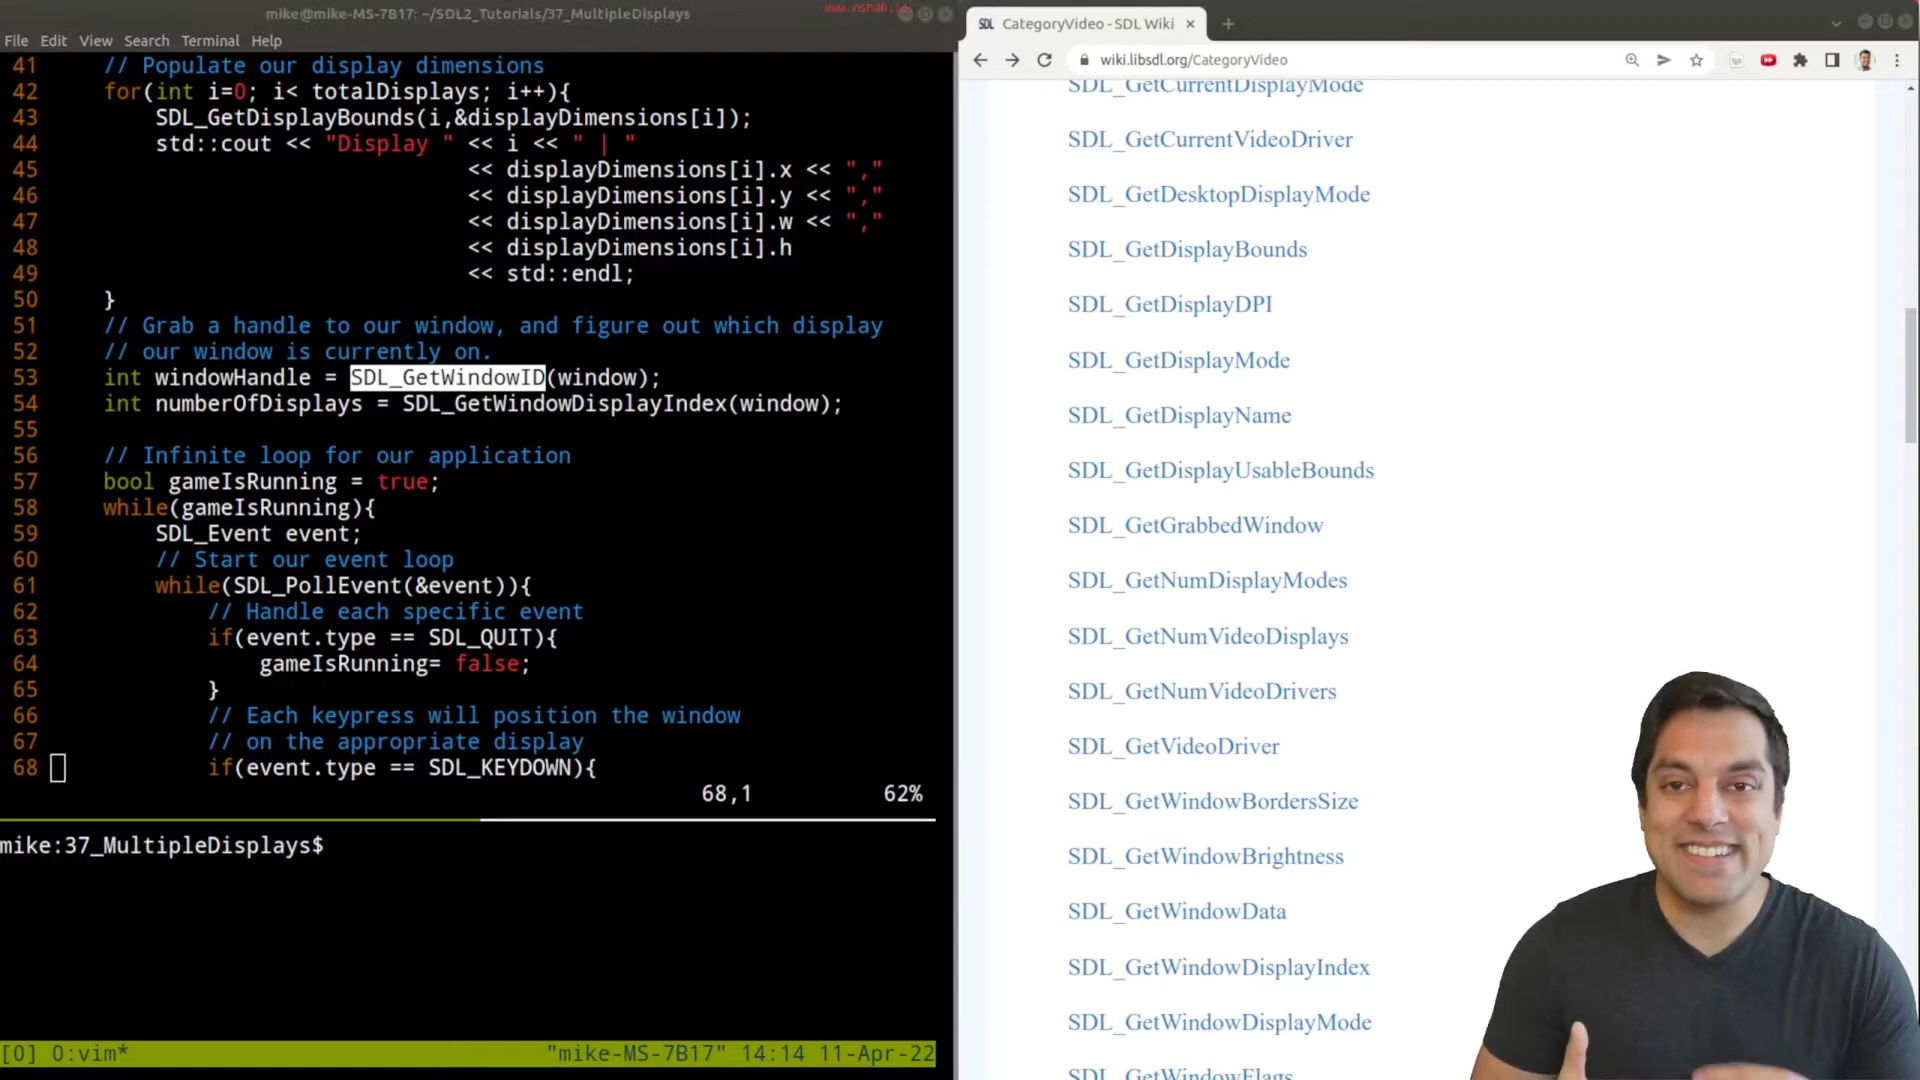 mike@mike-MS-7B17: ~/SDL2_Tutorials/37_MultipleDisplays
File Edit View Search Terminal Help
41 // Populate our display dimensions
42 for(int i=0; i< totalDisplays; i++){
43 SDL_GetDisplayBounds(i,&displayDimensions[i]);
44 std::cout << "Display " << i << " | "
45 << displayDimensions[i].x << ","
46 << displayDimensions[i].y << ","
47 << displayDimensions[i].w << ","
48 << displayDimensions[i].h
49 << std::endl;
50 }
51 // Grab a handle to our window, and figure out which display
52 // our window is currently on.
53 int windowHandle = SDL_GetWindowID(window);
54 int numberOfDisplays = SDL_GetWindowDisplayIndex(window);
55
56 // Infinite loop for our application
57 bool gameIsRunning = true;
58 while(gameIsRunning){
59 SDL_Event event;
60 // Start our event loop
61 while(SDL_PollEvent(&event)){
62 // Handle each specific event
63 if(event.type == SDL_QUIT){
64 gameIsRunning= false;
65 }
66 // Each keypress will position the window
67 // on the appropriate display
68 if(event.type == SDL_KEYDOWN){
68,1 62%
mike:37_MultipleDisplays$
[0] 0:vim* "mike-MS-7B17" 14:14 11-Apr-22
SDL CategoryVideo - SDL Wiki
wiki.libsdl.org/CategoryVideo
SDL_GetCurrentDisplayMode
SDL_GetCurrentVideoDriver
SDL_GetDesktopDisplayMode
SDL_GetDisplayBounds
SDL_GetDisplayDPI
SDL_GetDisplayMode
SDL_GetDisplayName
SDL_GetDisplayUsableBounds
SDL_GetGrabbedWindow
SDL_GetNumDisplayModes
SDL_GetNumVideoDisplays
SDL_GetNumVideoDrivers
SDL_GetVideoDriver
SDL_GetWindowBordersSize
SDL_GetWindowBrightness
SDL_GetWindowData
SDL_GetWindowDisplayIndex
SDL_GetWindowDisplayMode
SDL_GetWindowFlags